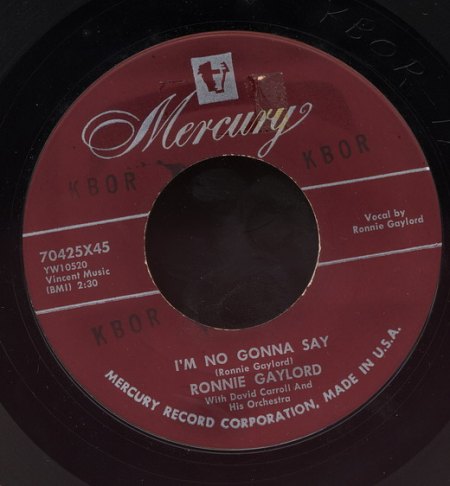 KBOR
Mercury
KBOR
KBOR
70425X45
YW10520
Vincent Music
(BMI) 2:30
Vocal by
Ronnie Gaylord
KBOR
I'M NO GONNA SAY
(Ronnie Gaylord)
RONNIE GAYLORD
With David Carroll And
His Orchestra
MERCURY RECORD CORPORATION, MADE IN U.S.A.